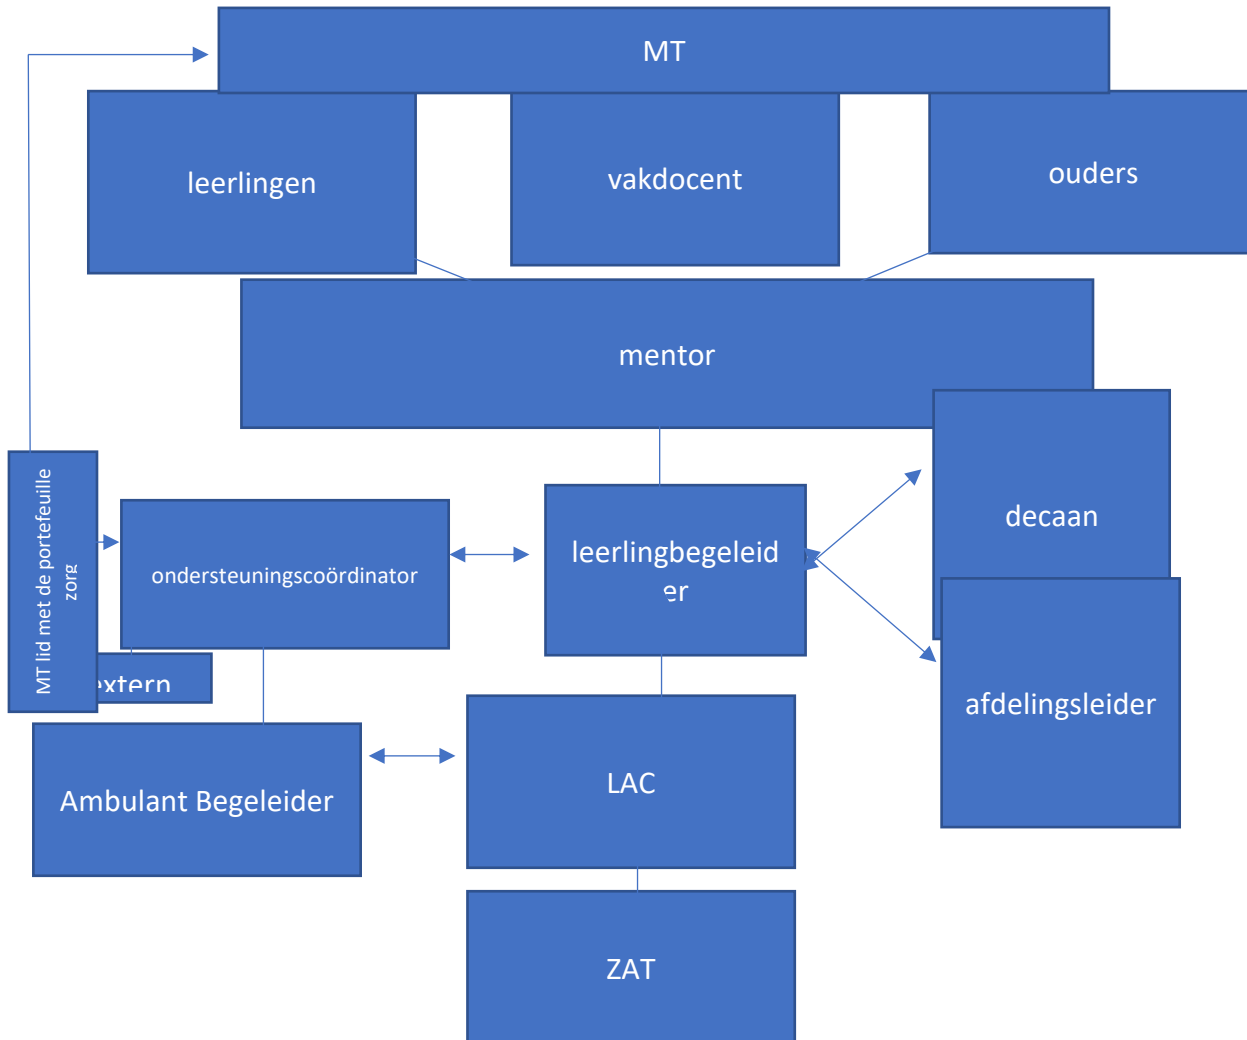 MT
leerlingen
vakdocent
ouders
mentor
MT lid met de portefeuille
zorg
ondersteuningscoördinator
leerlingbegeleid
er
decaan
extern
afdelingsleider
Ambulant Begeleider
LAC
ZAT